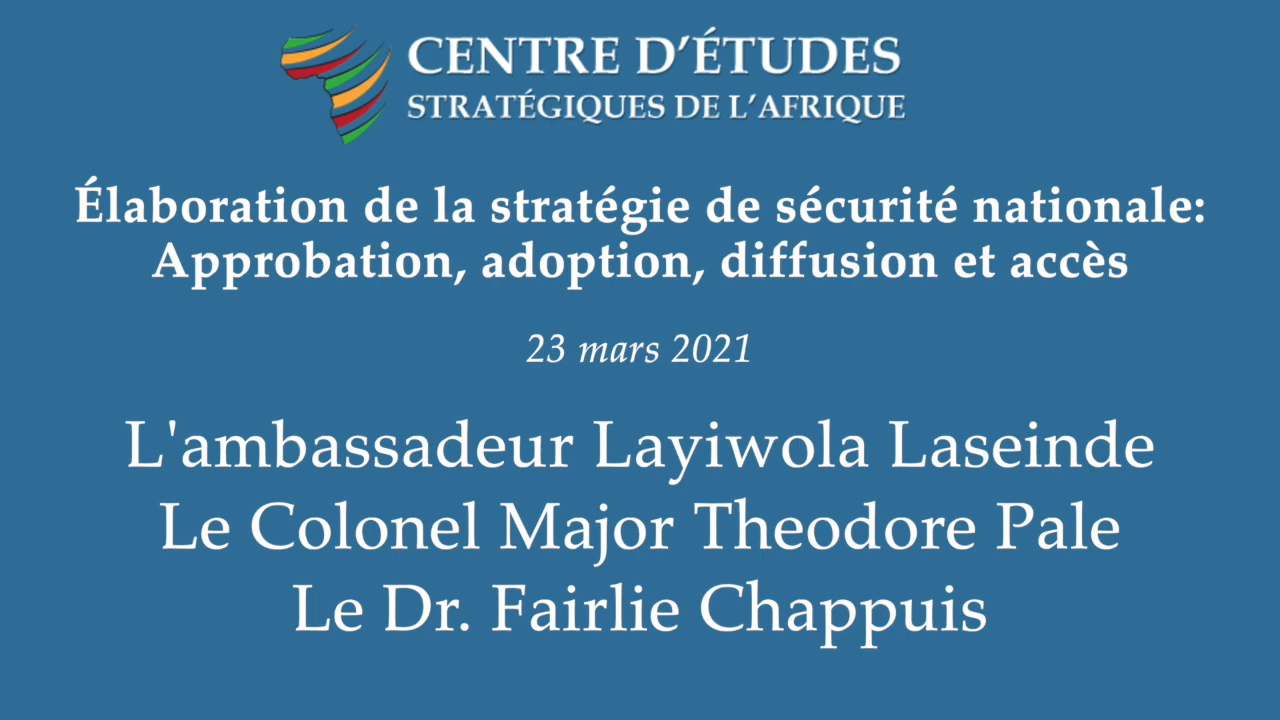 CENTRE D’ÉTUDES
STRATÉGIQUES DE L’AFRIQUE
Élaboration de la stratégie de sécurité nationale:
Approbation, adoption, diffusion et accès
23 mars 2021
L'ambassadeur Layiwola Laseinde
Le Colonel Major Theodore Pale
Le Dr. Fairlie Chappuis